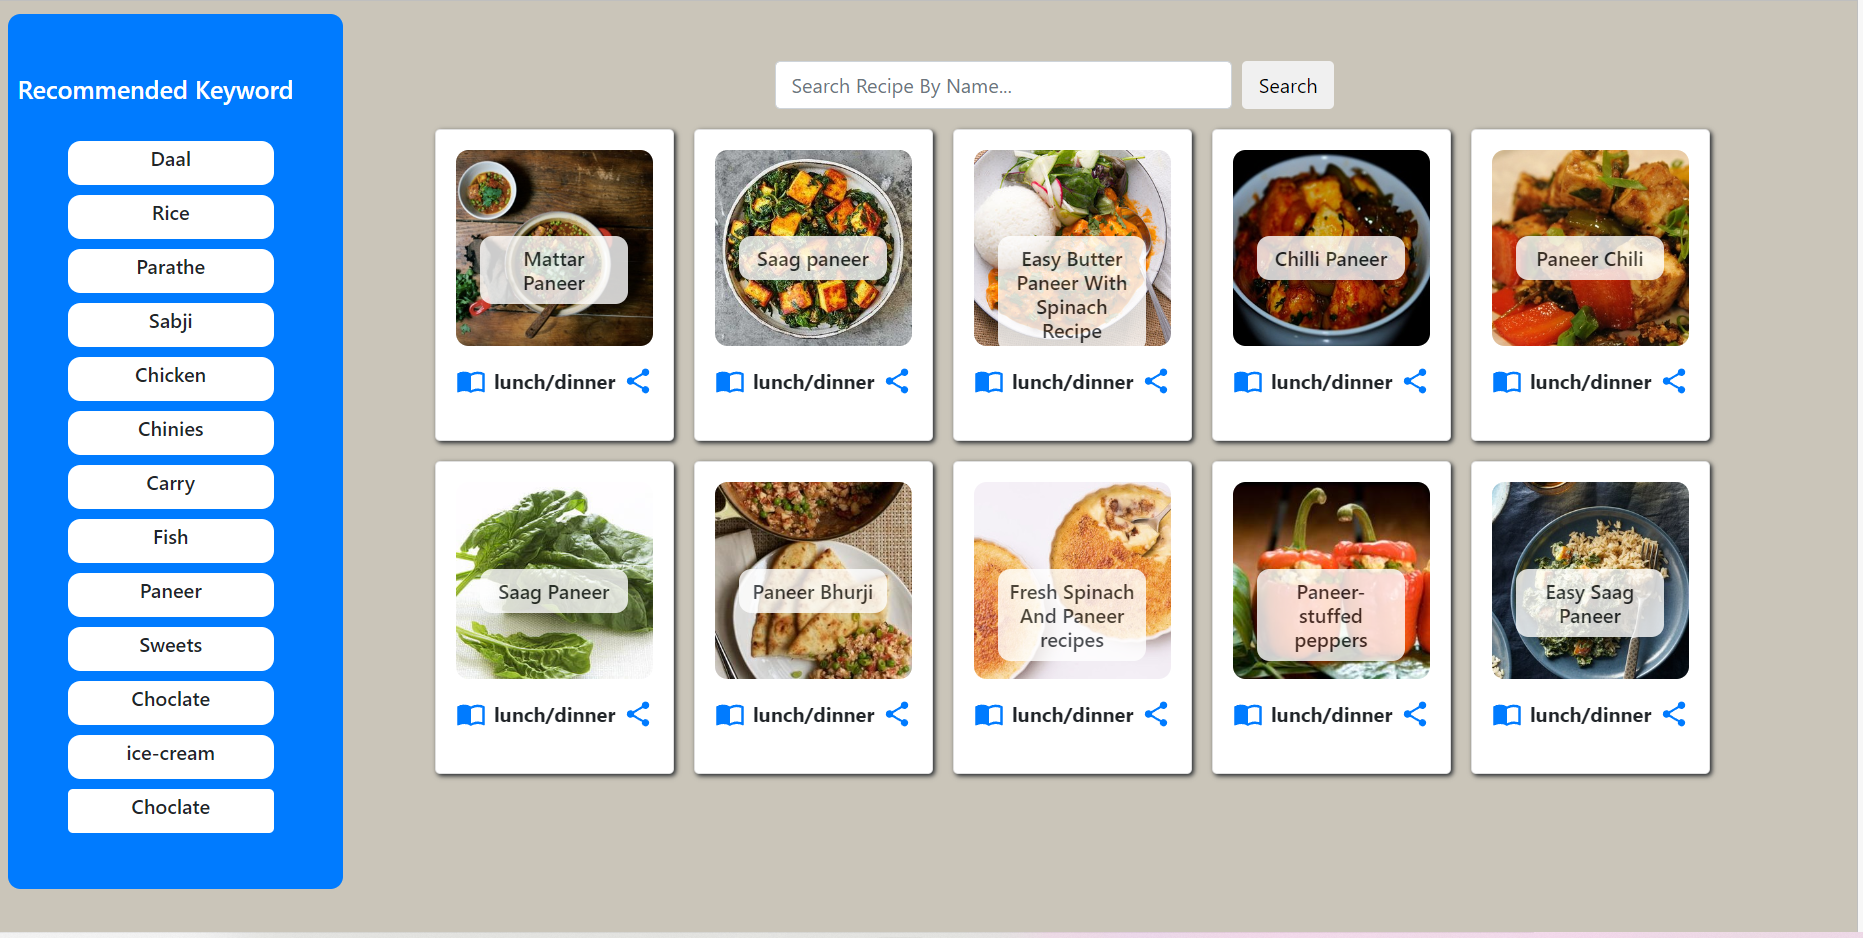 Recommended Keyword
Daal
Rice
Parathe
Sabji
Chicken
Chinies
Carry
Fish
Paneer
Sweets
Choclate
ice-cream
Choclate
Search Recipe By Name...
Search
Mattar
Paneer
lunch/dinner
Saag paneer
lunch/dinner
Easy Butter
Paneer With
Spinach
Recipe
lunch/dinner
Chilli Paneer
lunch/dinner
Paneer Chili
lunch/dinner
Saag Paneer
lunch/dinner
Paneer Bhurji
lunch/dinner
Fresh Spinach
And Paneer
recipes
lunch/dinner
Paneer-
stuffed
peppers
lunch/dinner
Easy Saag
Paneer
lunch/dinner